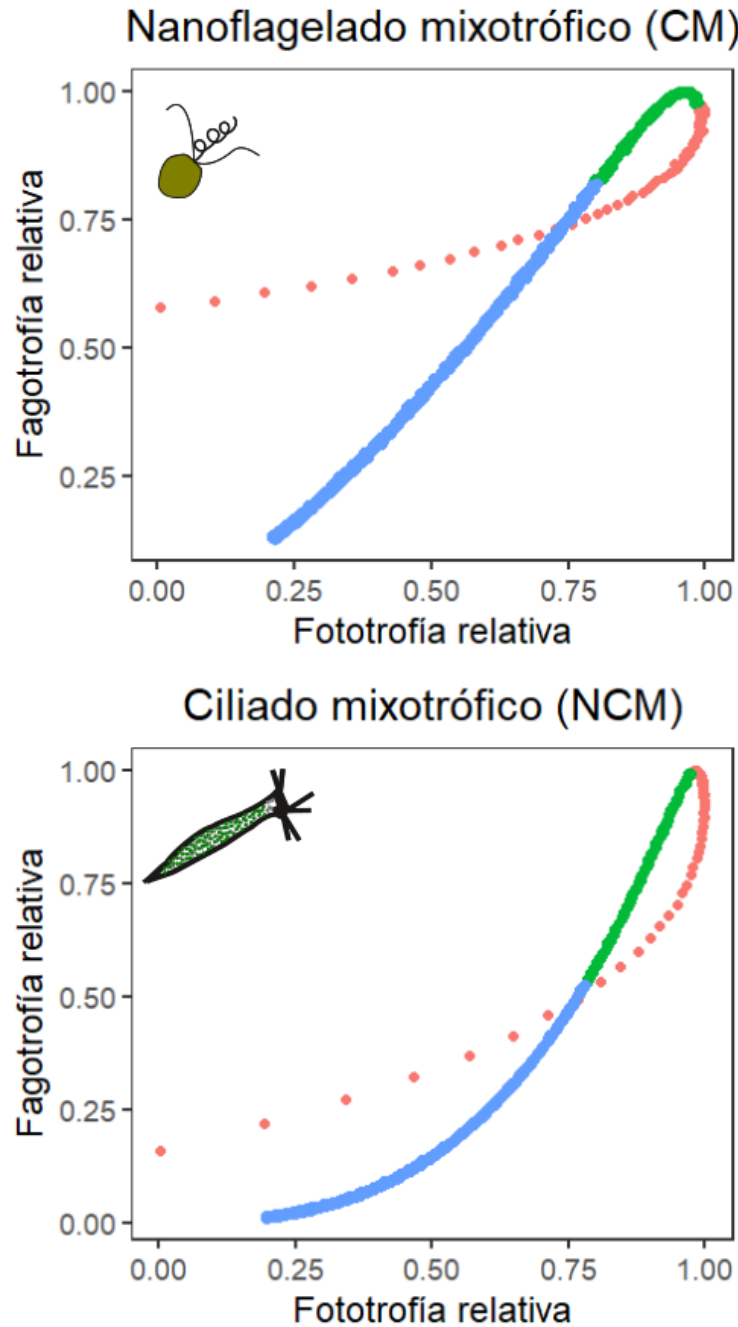 Nanoflagelado mixotrófico (CM)
1.00
0.75
0.50
0.25
Fagotrofía relativa
0.00 0.25 0.50 0.75 1.00
Fototrofía relativa
Ciliado mixotrófico (NCM)
1.00
0.75
0.50
0.25
0.00
Fagotrofía relativa
0.00 0.25 0.50 0.75 1.00
Fototrofía relativa